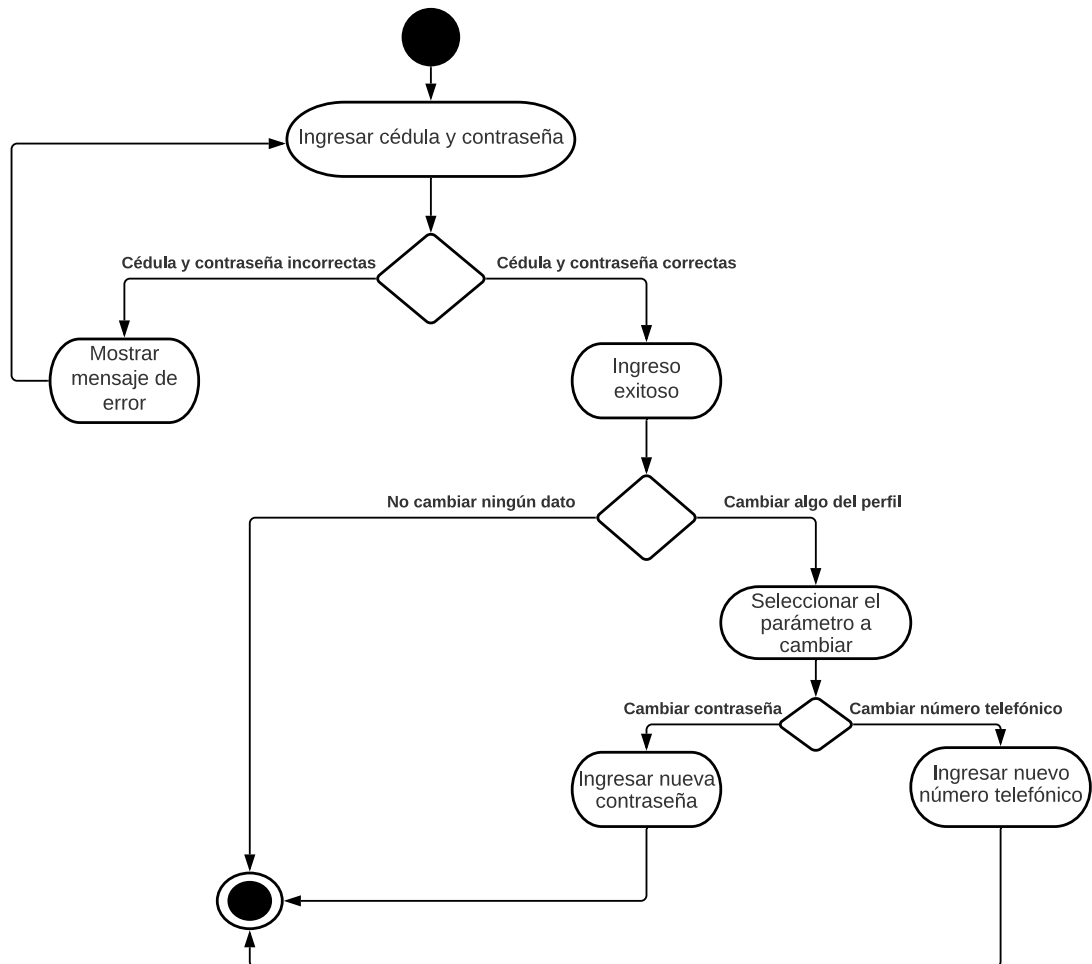 Ingresar cédula y contraseña
Cédula y contraseña incorrectas
Cédula y contraseña correctas
Mostrar
mensaje de
error
Ingreso
exitoso
No cambiar ningún dato
Cambiar algo del perfil
Seleccionar el
parámetro a
cambiar
Cambiar contraseña
Cambiar número telefónico
Ingresar nueva
contraseña
Ingresar nuevo
número telefónico